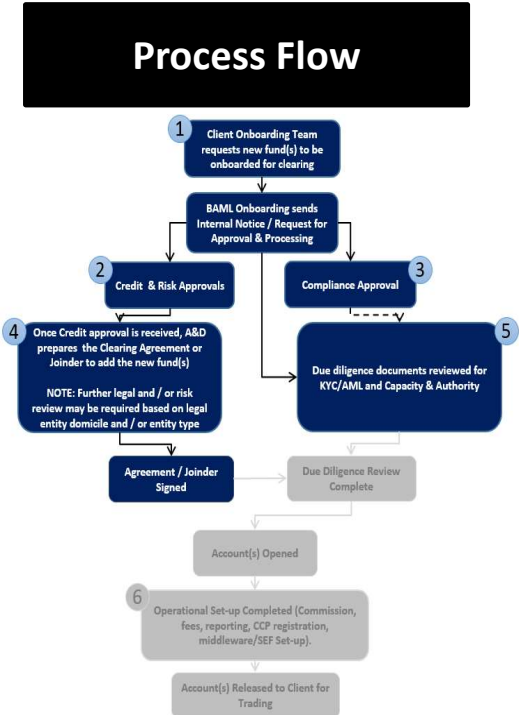 Process Flow
1
Client Onboarding Team
requests new fund(s) to be
onboarded for clearing
BAML Onboarding sends
Internal Notice / Request for
Approval & Processing
2
Credit & Risk Approvals
3
Compliance Approval
4
Once Credit approval is received, A&D
prepares the Clearing Agreement or
Joinder to add the new fund(s)
NOTE: Further legal and / or risk
review may be required based on legal
entity domicile and / or entity type
5
Due diligence documents reviewed for
KYC/AML and Capacity & Authority
Agreement / Joinder
Signed
Due Diligence Review
Complete
Account(s) Opened
6
Operational Set-up Completed (Commission,
fees, reporting, CCP registration,
middleware/SEF Set-up).
Account(s) Released to Client for
Trading